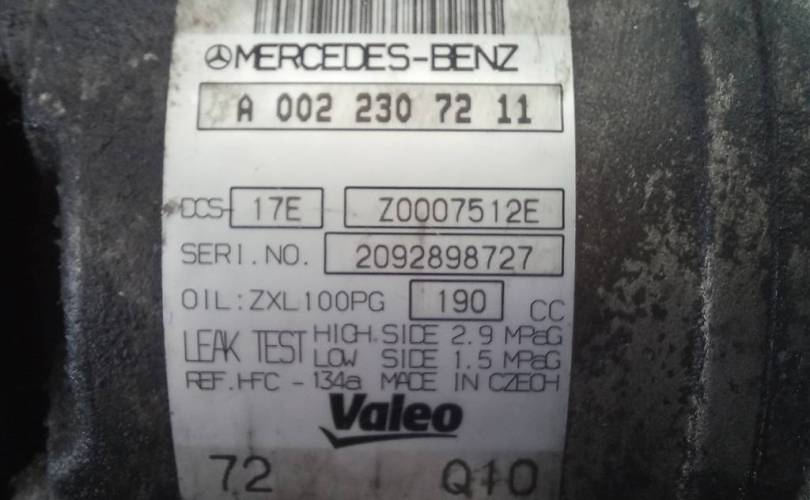 MERCEDES-BENZ
A 002 230 72 11
DCS- 17E Z0007512E
SERI.NO. 2092898727
OIL:ZXL100PG 190 CC
LEAK TEST HIGH SIDE 2.9 MPaG
LOW SIDE 1.5 MPaG
REF.HFC - 134a MADE IN CZECH
Valeo
72 Q10